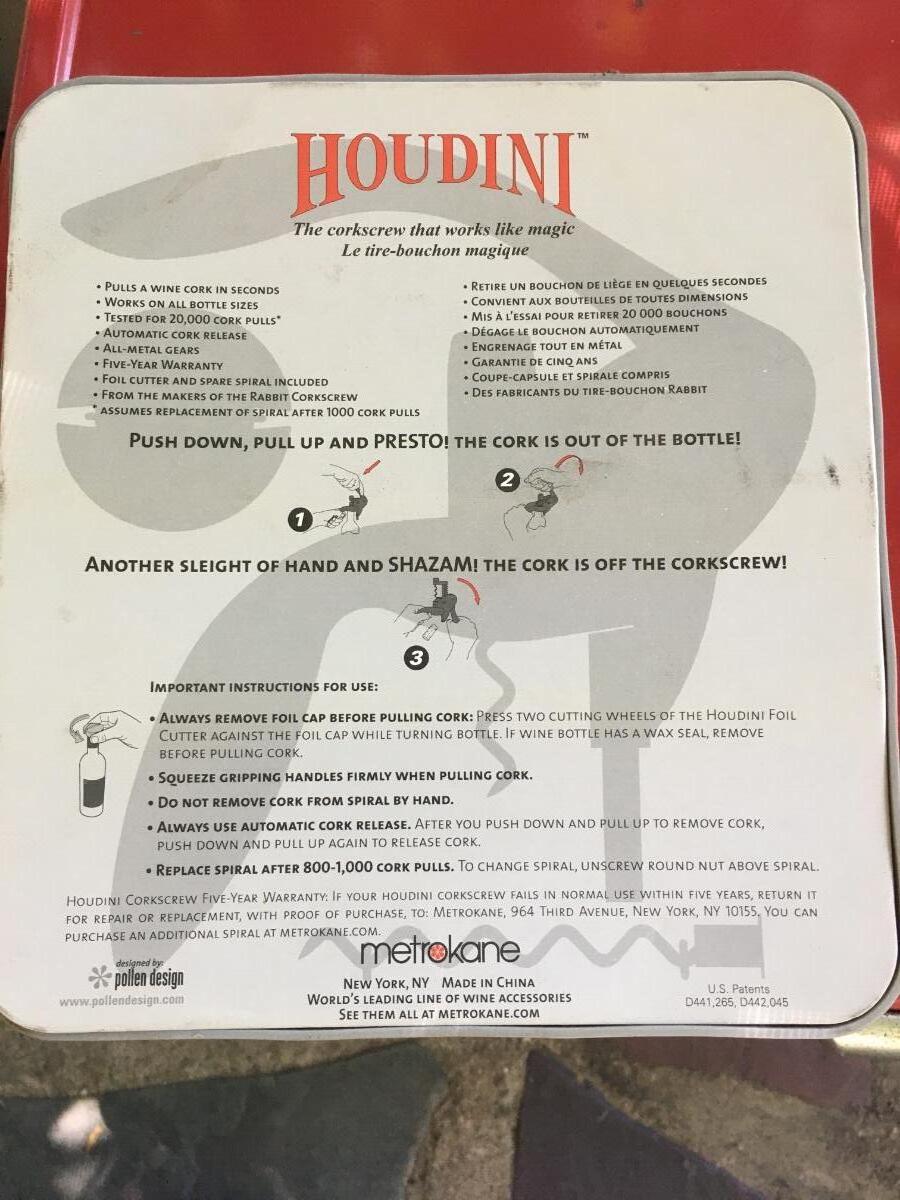 HOUDINI™
The corkscrew that works like magic
Le tire-bouchon magique
• PULLS A WINE CORK IN SECONDS
• WORKS ON ALL BOTTLE SIZES
• TESTED FOR 20,000 CORK PULLS*
• AUTOMATIC CORK RELEASE
• ALL-METAL GEARS
• FIVE-YEAR WARRANTY
• FOIL CUTTER AND SPARE SPIRAL INCLUDED
• FROM THE MAKERS OF THE RABBIT CORKSCREW
* ASSUMES REPLACEMENT OF SPIRAL AFTER 1000 CORK PULLS
• RETIRE UN BOUCHON DE LIÈGE EN QUELQUES SECONDES
• CONVIENT AUX BOUTEILLES DE TOUTES DIMENSIONS
• MIS À L'ESSAI POUR RETIRER 20 000 BOUCHONS
• DÉGAGE LE BOUCHON AUTOMATIQUEMENT
• ENGRENAGE TOUT EN MÉTAL
• GARANTIE DE CINQ ANS
• COUPE-CAPSULE ET SPIRALE COMPRIS
• DES FABRICANTS DU TIRE-BOUCHON RABBIT
PUSH DOWN, PULL UP AND PRESTO! THE CORK IS OUT OF THE BOTTLE!
1
2
ANOTHER SLEIGHT OF HAND AND SHAZAM! THE CORK IS OFF THE CORKSCREW!
3
IMPORTANT INSTRUCTIONS FOR USE:
• ALWAYS REMOVE FOIL CAP BEFORE PULLING CORK: PRESS TWO CUTTING WHEELS OF THE HOUDINI FOIL
CUTTER AGAINST THE FOIL CAP WHILE TURNING BOTTLE. IF WINE BOTTLE HAS A WAX SEAL, REMOVE
BEFORE PULLING CORK.
• SQUEEZE GRIPPING HANDLES FIRMLY WHEN PULLING CORK.
• DO NOT REMOVE CORK FROM SPIRAL BY HAND.
• ALWAYS USE AUTOMATIC CORK RELEASE. AFTER YOU PUSH DOWN AND PULL UP TO REMOVE CORK,
PUSH DOWN AND PULL UP AGAIN TO RELEASE CORK.
• REPLACE SPIRAL AFTER 800-1,000 CORK PULLS. TO CHANGE SPIRAL, UNSCREW ROUND NUT ABOVE SPIRAL.
HOUDINI CORKSCREW FIVE-YEAR WARRANTY: IF YOUR HOUDINI CORKSCREW FAILS IN NORMAL USE WITHIN FIVE YEARS, RETURN IT
FOR REPAIR OR REPLACEMENT, WITH PROOF OF PURCHASE, TO: METROKANE, 964 THIRD AVENUE, NEW YORK, NY 10155. YOU CAN
PURCHASE AN ADDITIONAL SPIRAL AT METROKANE.COM.
metrokane
designed by:
pollen design
www.pollendesign.com
NEW YORK, NY MADE IN CHINA
WORLD'S LEADING LINE OF WINE ACCESSORIES
SEE THEM ALL AT METROKANE.COM
U.S. Patents
D441,265, D442,045